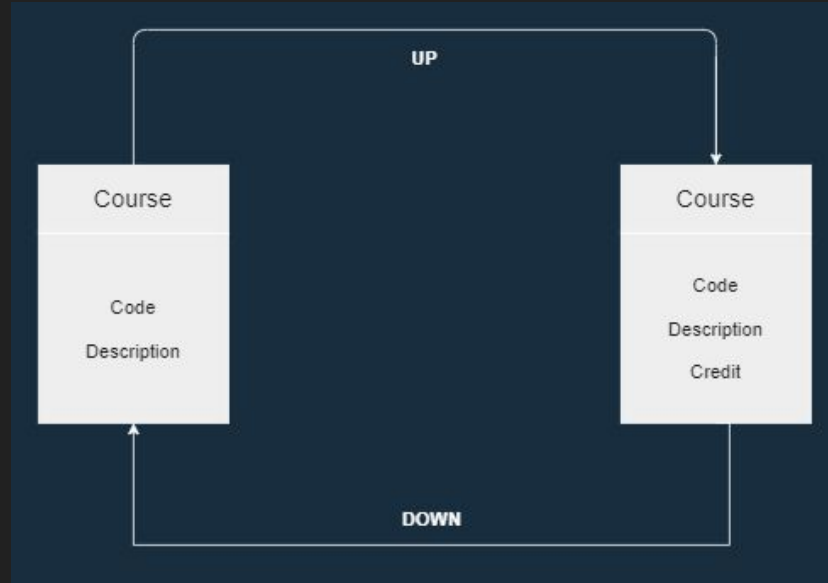 UP
Course
Code
Description
Course
Code
Description
Credit
DOWN